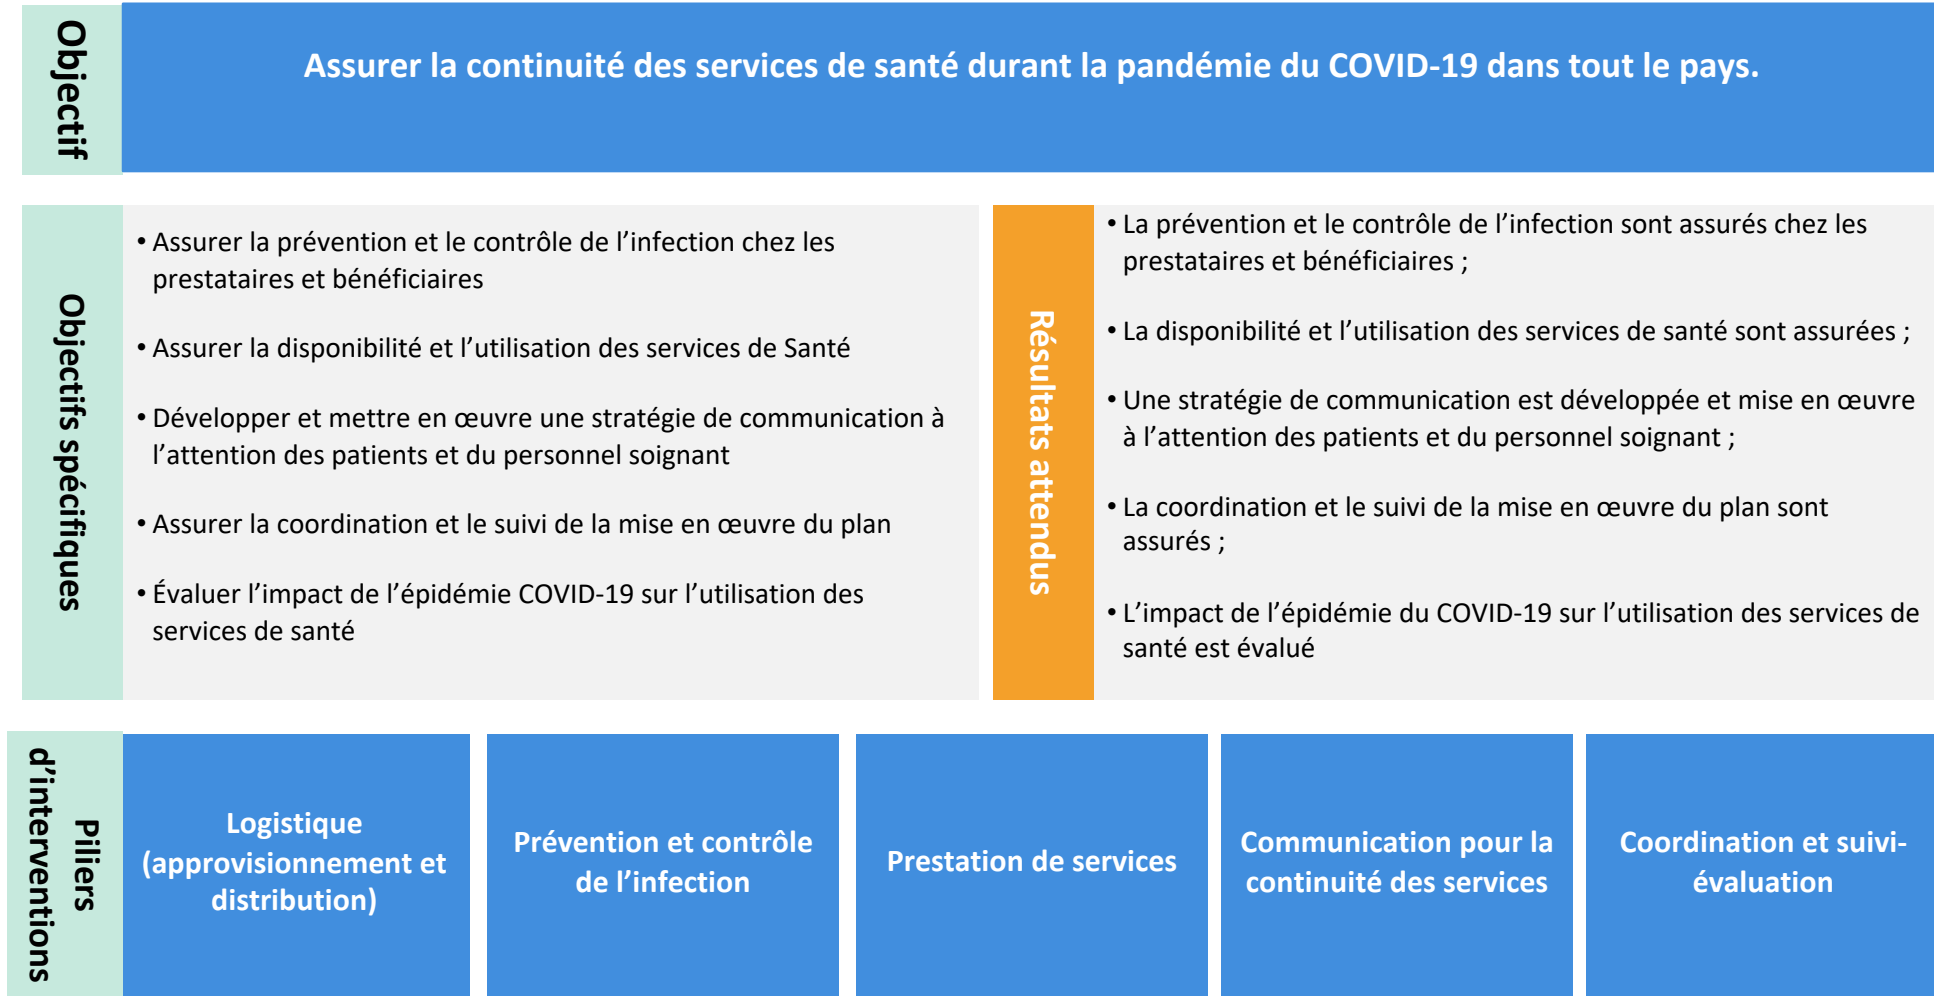 Objectif
Assurer la continuité des services de santé durant la pandémie du COVID-19 dans tout le pays.
Objectifs spécifiques
• Assurer la prévention et le contrôle de l’infection chez les
prestataires et bénéficiaires
• Assurer la disponibilité et l’utilisation des services de Santé
• Développer et mettre en œuvre une stratégie de communication à
l’attention des patients et du personnel soignant
• Assurer la coordination et le suivi de la mise en œuvre du plan
• Évaluer l’impact de l’épidémie COVID-19 sur l’utilisation des
services de santé
Résultats attendus
• La prévention et le contrôle de l’infection sont assurés chez les
prestataires et bénéficiaires ;
• La disponibilité et l’utilisation des services de santé sont assurées ;
• Une stratégie de communication est développée et mise en œuvre
à l’attention des patients et du personnel soignant ;
• La coordination et le suivi de la mise en œuvre du plan sont
assurés ;
• L’impact de l’épidémie du COVID-19 sur l’utilisation des services de
santé est évalué
Piliers
d’interventions
Logistique
(approvisionnement et
distribution)
Prévention et contrôle
de l’infection
Prestation de services
Communication pour la
continuité des services
Coordination et suivi-
évaluation